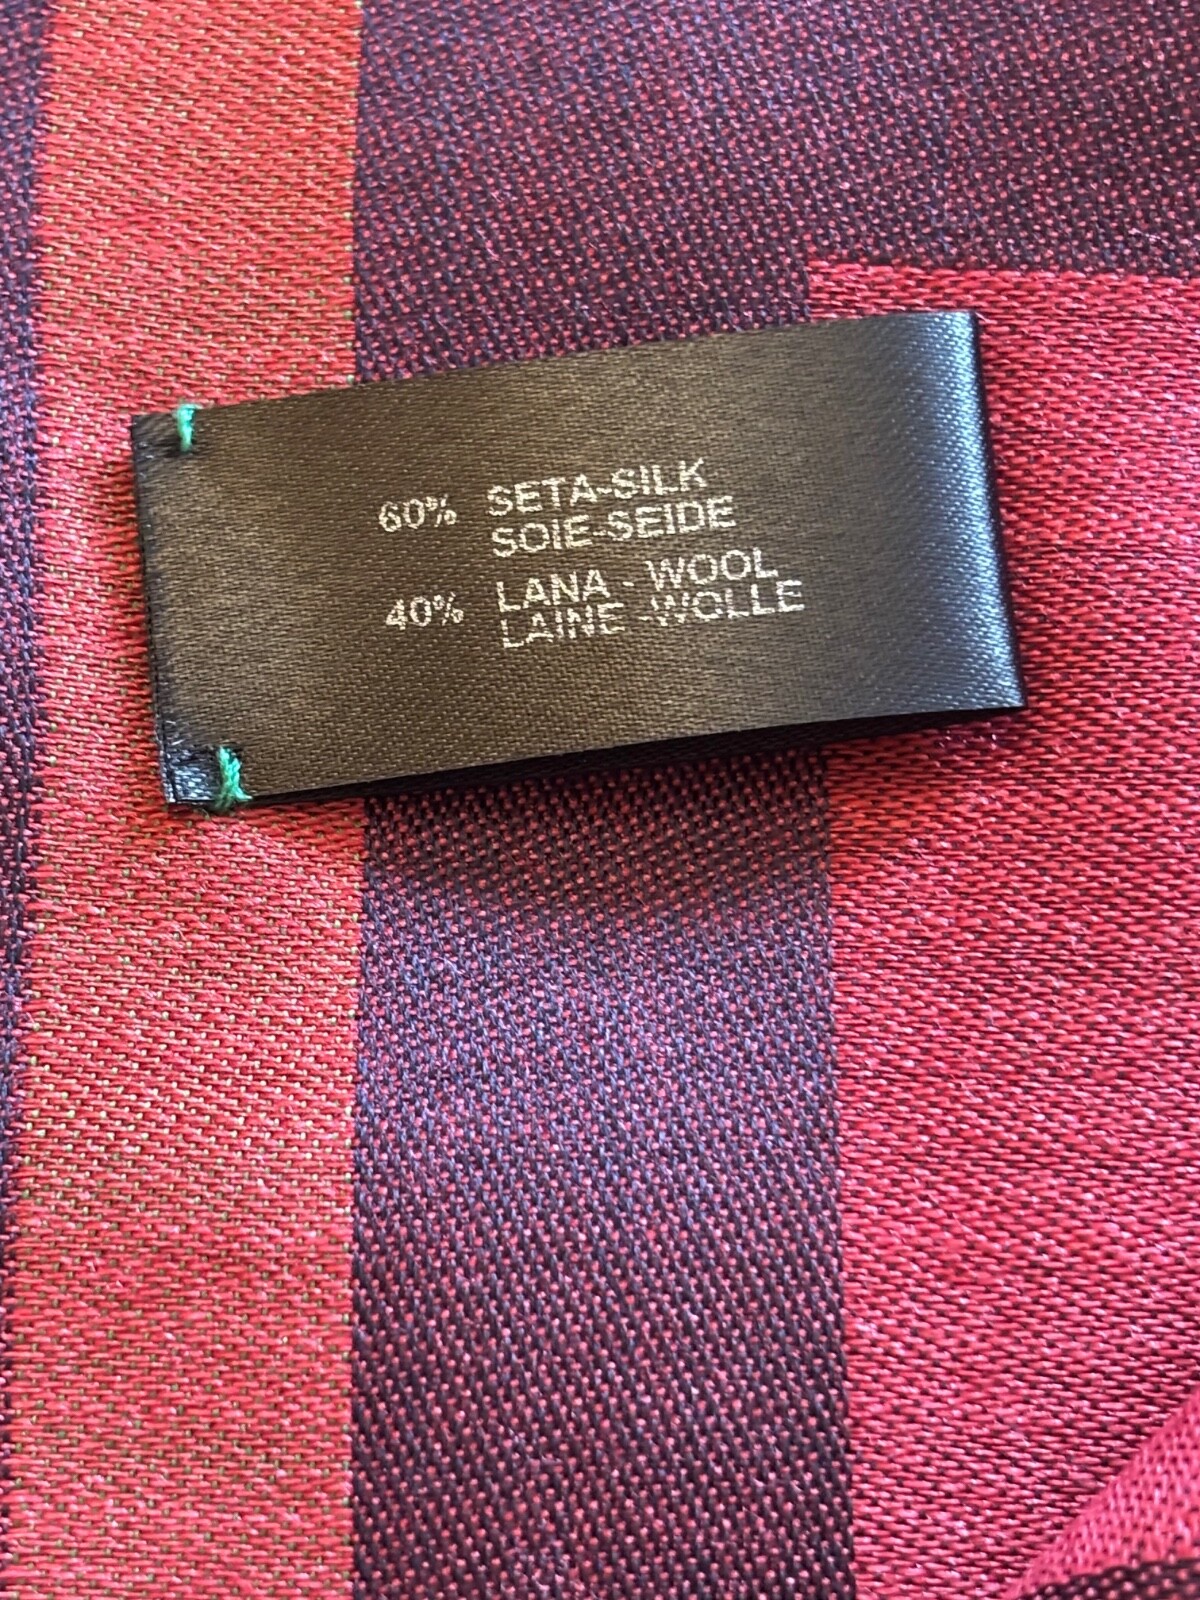 60% SETA-SILK
SOIE-SEIDE
40% LANA - WOOL
LAINE -WOLLE